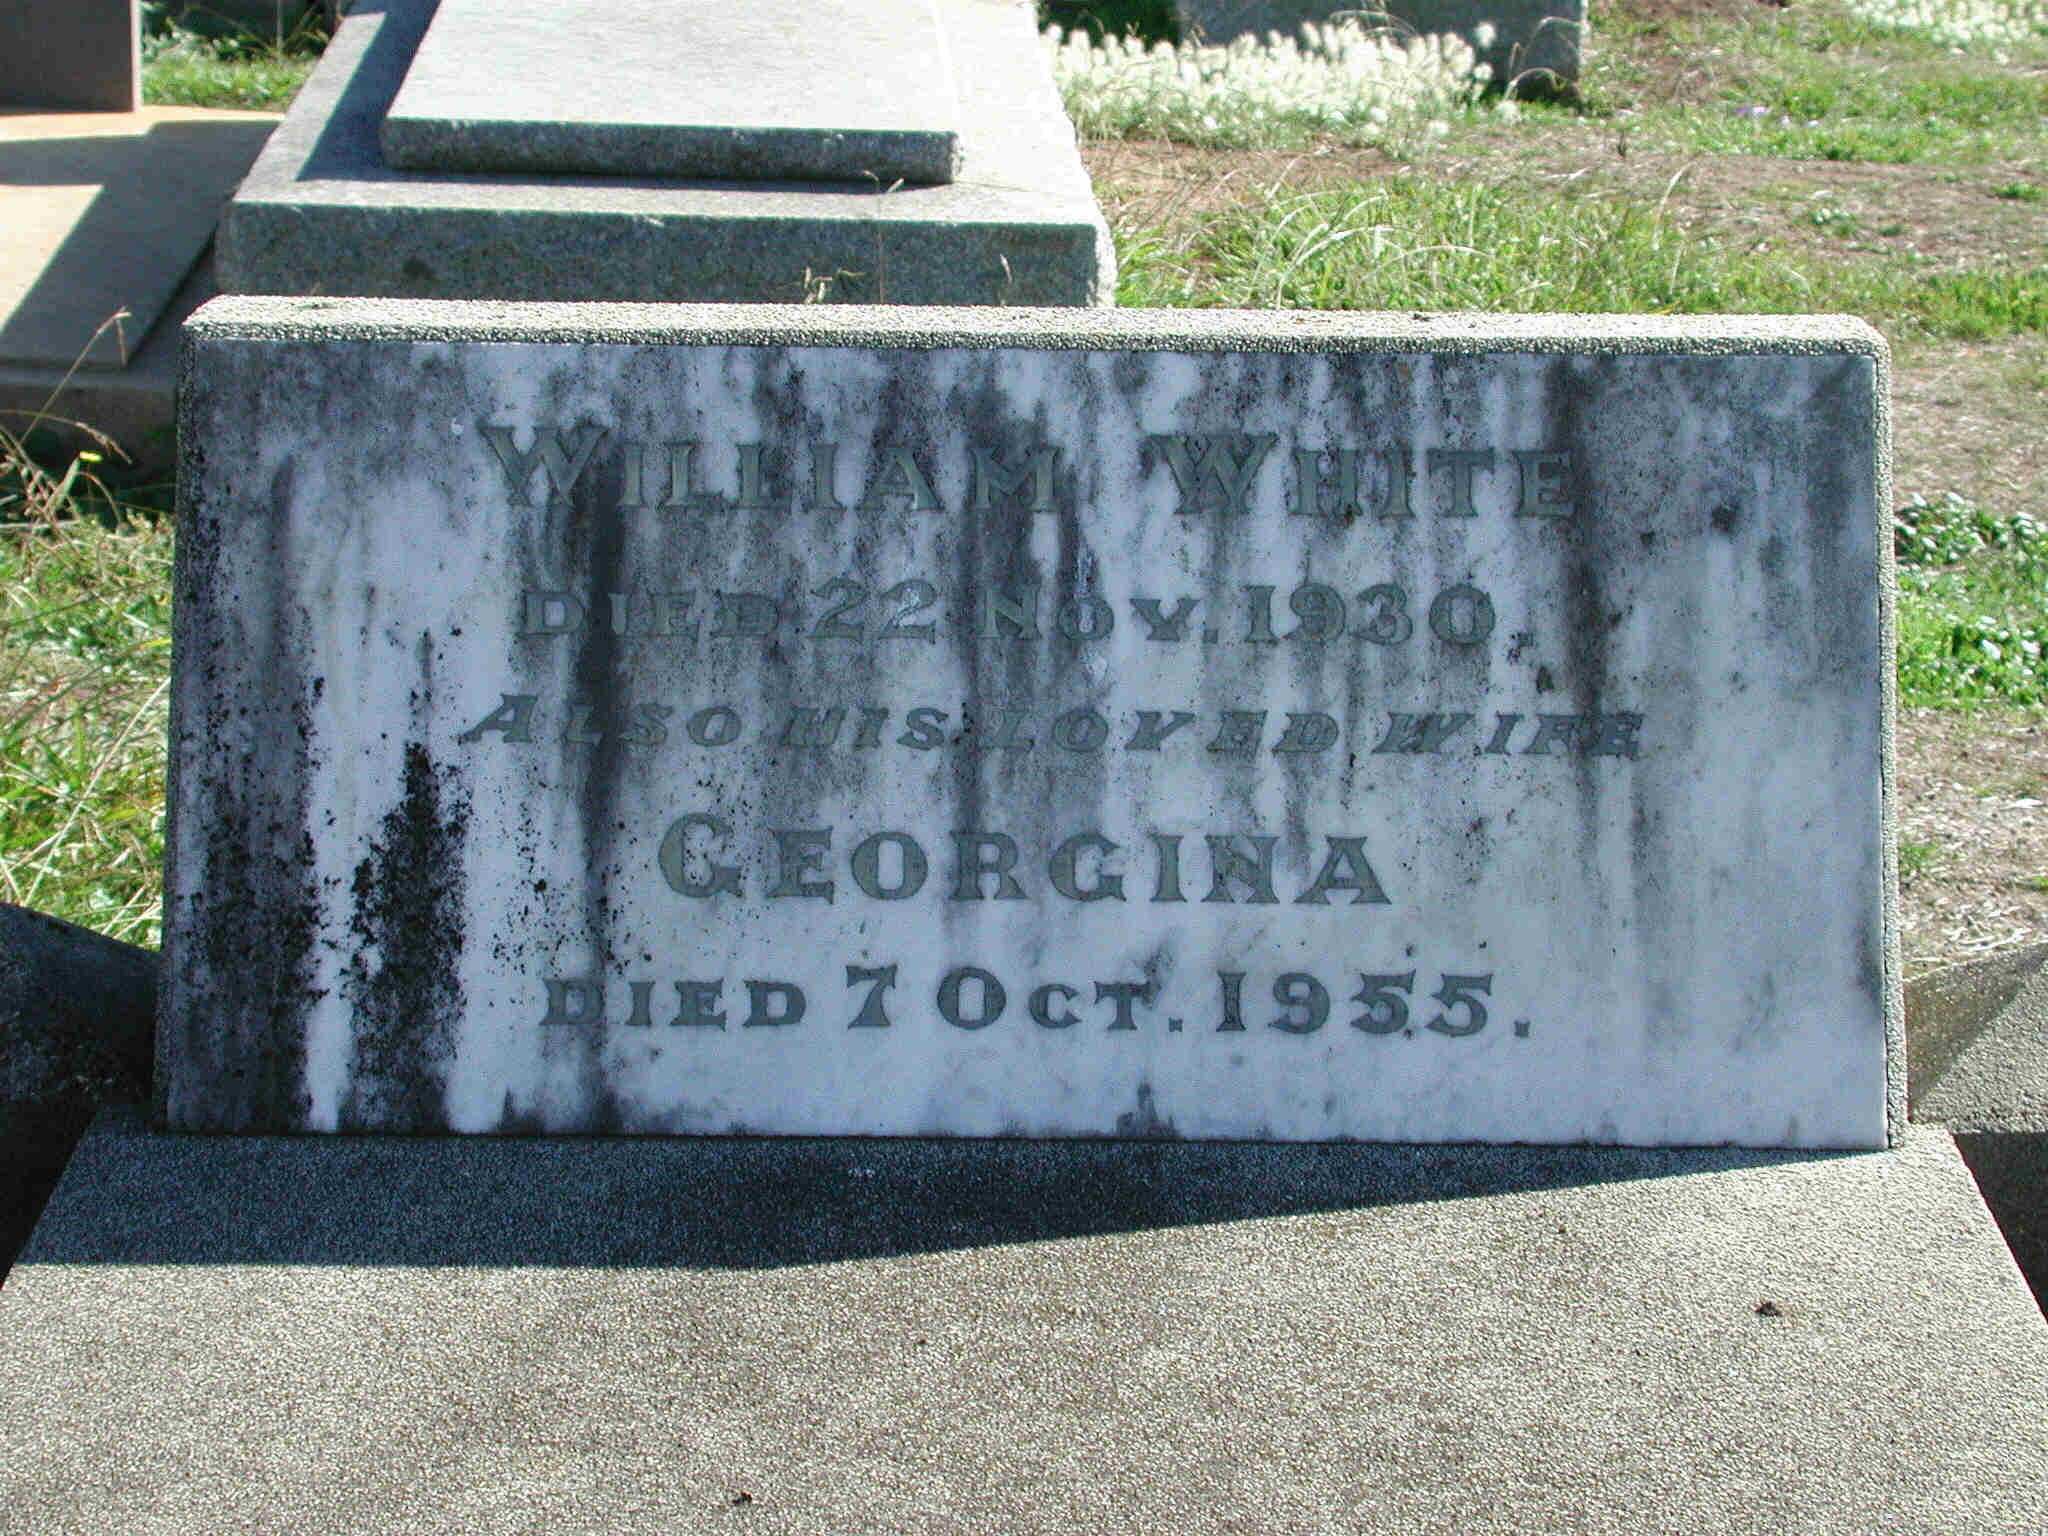 WILLIAM WHITE
DIED 22 NOV. 1930.
ALSO HIS LOVED WIFE
GEORGINA
DIED 7 OCT. 1955.